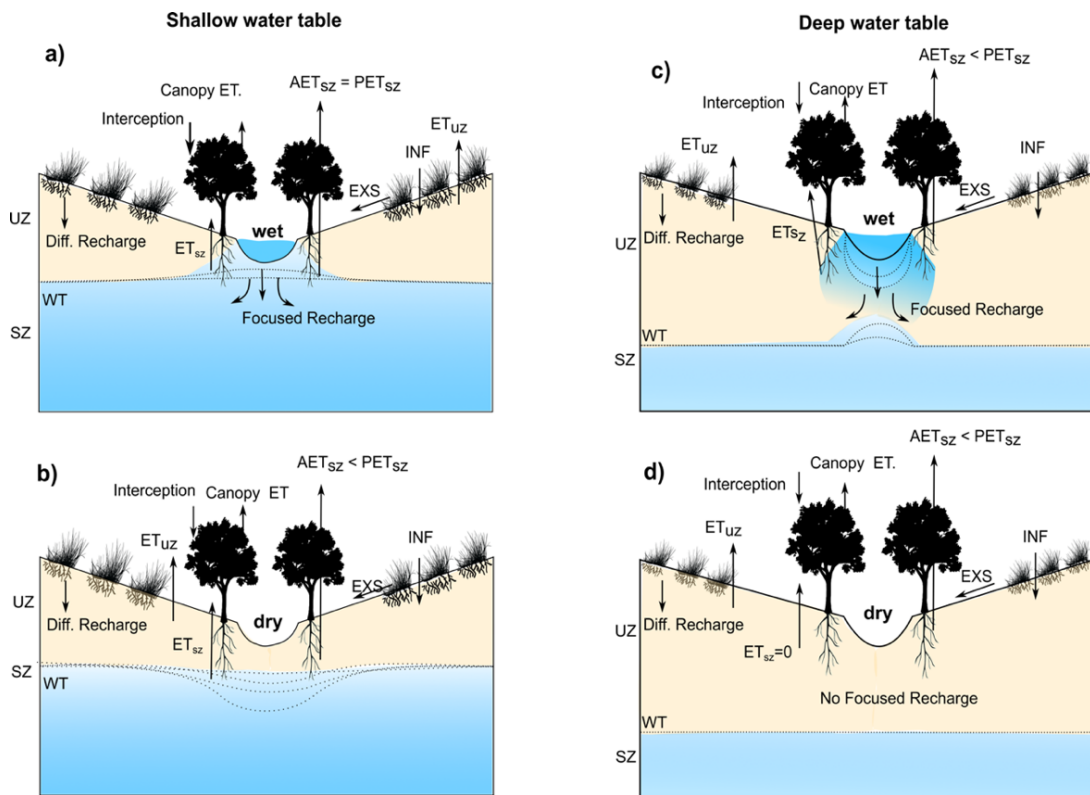 Shallow water table
Deep water table
a)
Canopy ET.
AET_SZ = PET_SZ
Interception
INF
ET_UZ
EXS
UZ
Diff. Recharge
ET_sz
wet
WT
Focused Recharge
SZ
c)
AET_SZ < PET_SZ
Canopy ET
Interception
ET_UZ
INF
EXS
wet
UZ
Diff. Recharge
ET_SZ
Focused Recharge
WT
SZ
b)
AET_SZ < PET_SZ
Interception
Canopy ET
ET_UZ
INF
EXS
UZ
Diff. Recharge
dry
ET_sz
SZ
WT
d)
AET_SZ < PET_SZ
Canopy ET.
Interception
ET_UZ
INF
EXS
UZ
Diff. Recharge
dry
ET_sz=0
No Focused Recharge
WT
SZ